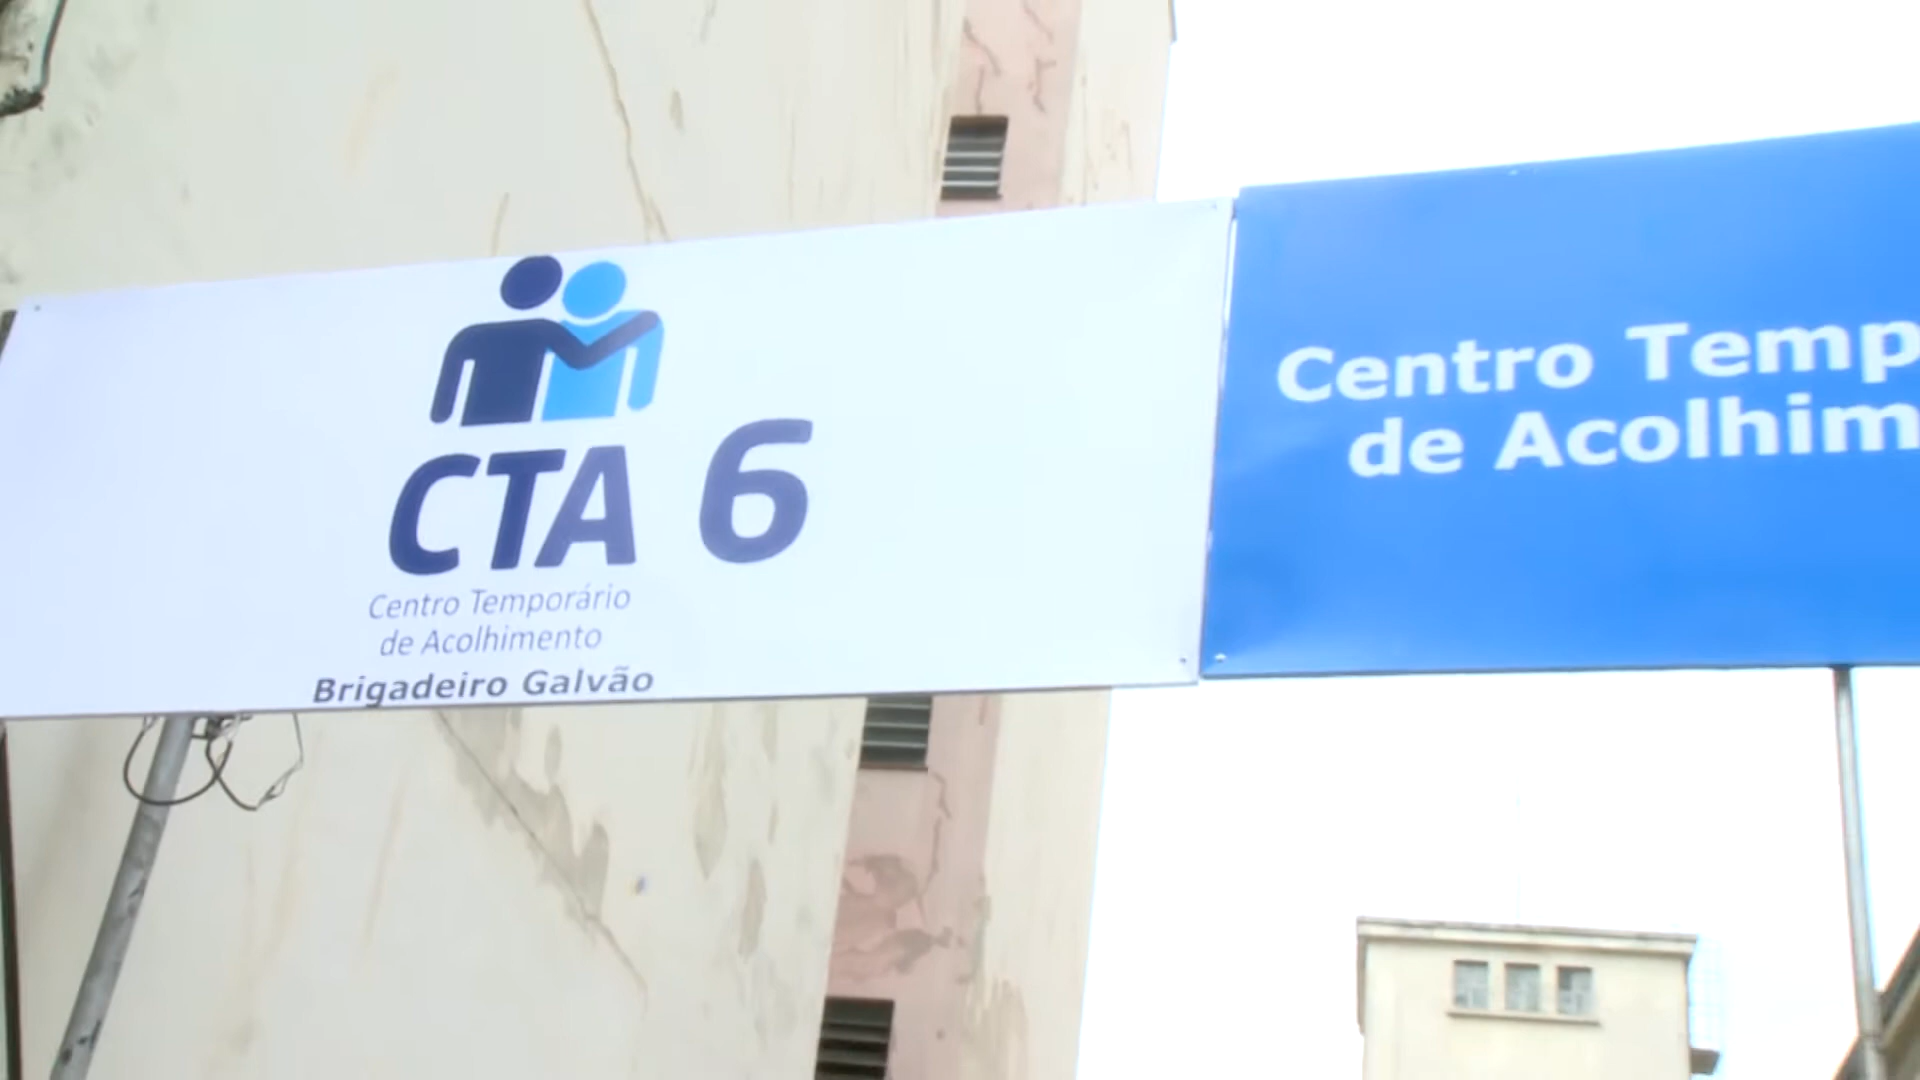 CTA 6
Centro Temporário
de Acolhimento
Brigadeiro Galvão
Centro Temp
de Acolhim